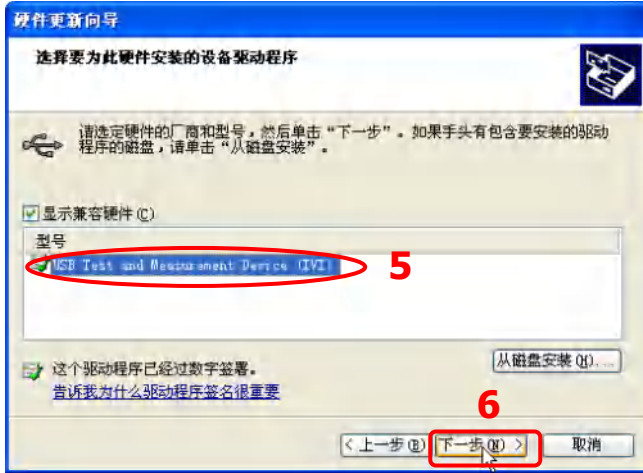 硬件更新向导
选择要为此硬件安装的设备驱动程序
请选定硬件的厂商和型号，然后单击“下一步”。如果手头有包含要安装的驱动
程序的磁盘，请单击“从磁盘安装”。
显示兼容硬件(C)
型号
USB Test and Measurement Device (IVI)
5
从磁盘安装(H)...
这个驱动程序已经过数字签署。
告诉我为什么驱动程序签名很重要
6
< 上一步(B)
下一步(N) >
取消